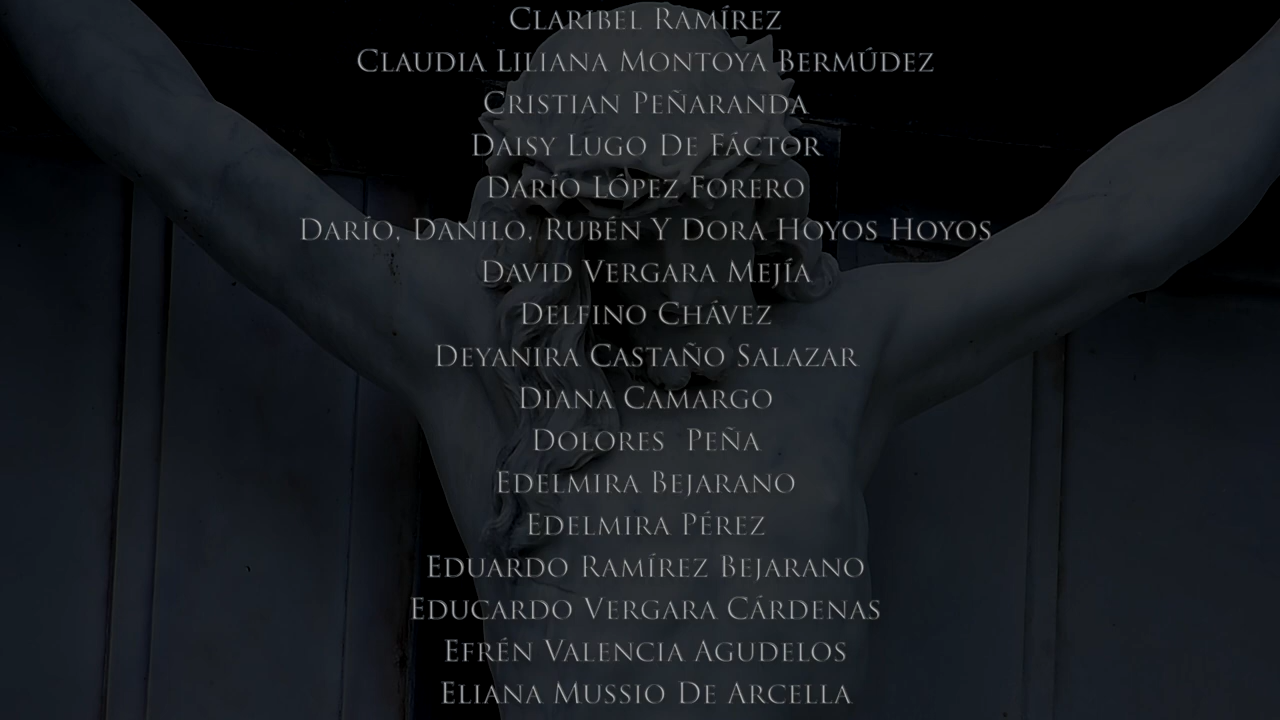 Claribel Ramírez
Claudia Liliana Montoya Bermúdez
Cristian Peñaranda
Daisy Lugo De Fáctor
Darío López Forero
Darío, Danilo, Rubén Y Dora Hoyos Hoyos
David Vergara Mejía
Delfino Chávez
Deyanira Castaño Salazar
Diana Camargo
Dolores Peña
Edelmira Bejarano
Edelmira Pérez
Eduardo Ramírez Bejarano
Educardo Vergara Cárdenas
Efrén Valencia Agudelos
Eliana Mussio De Arcella